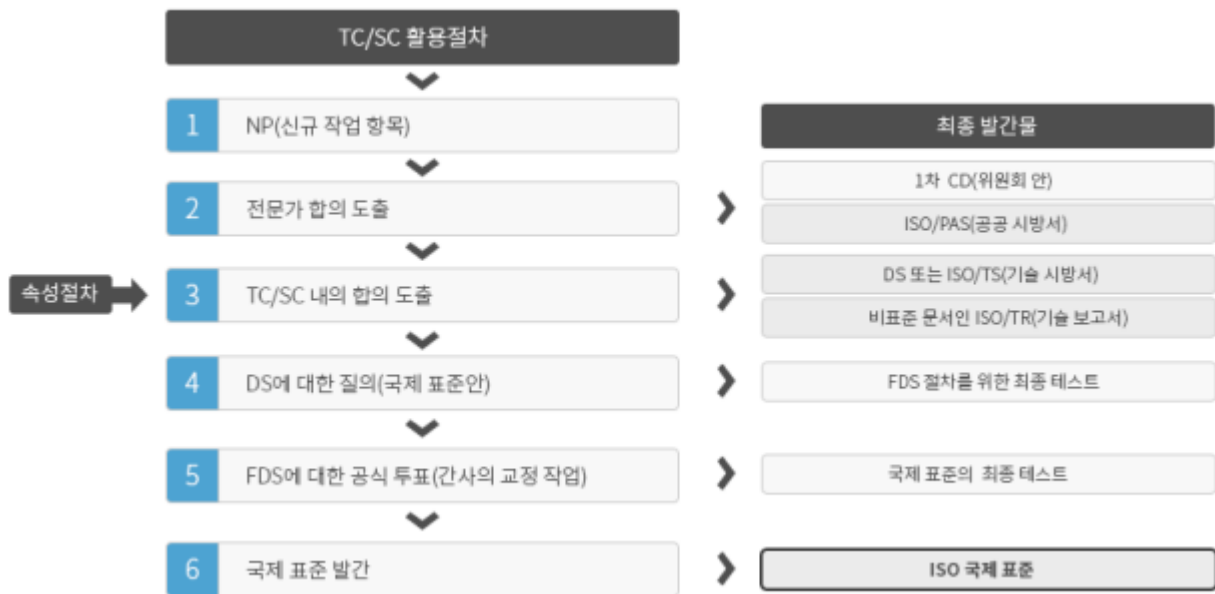 TC/SC 활용절차
1 NP(신규 작업 항목)
최종 발간물
2 전문가 합의 도출
1차 CD(위원회 안)
ISO/PAS(공공 시방서)
속성절차
3 TC/SC 내의 합의 도출
DS 또는 ISO/TS(기술 시방서)
비표준 문서인 ISO/TR(기술 보고서)
4 DS에 대한 질의(국제 표준안)
FDS 절차를 위한 최종 테스트
5 FDS에 대한 공식 투표(간사의 교정 작업)
국제 표준의 최종 테스트
6 국제 표준 발간
ISO 국제 표준